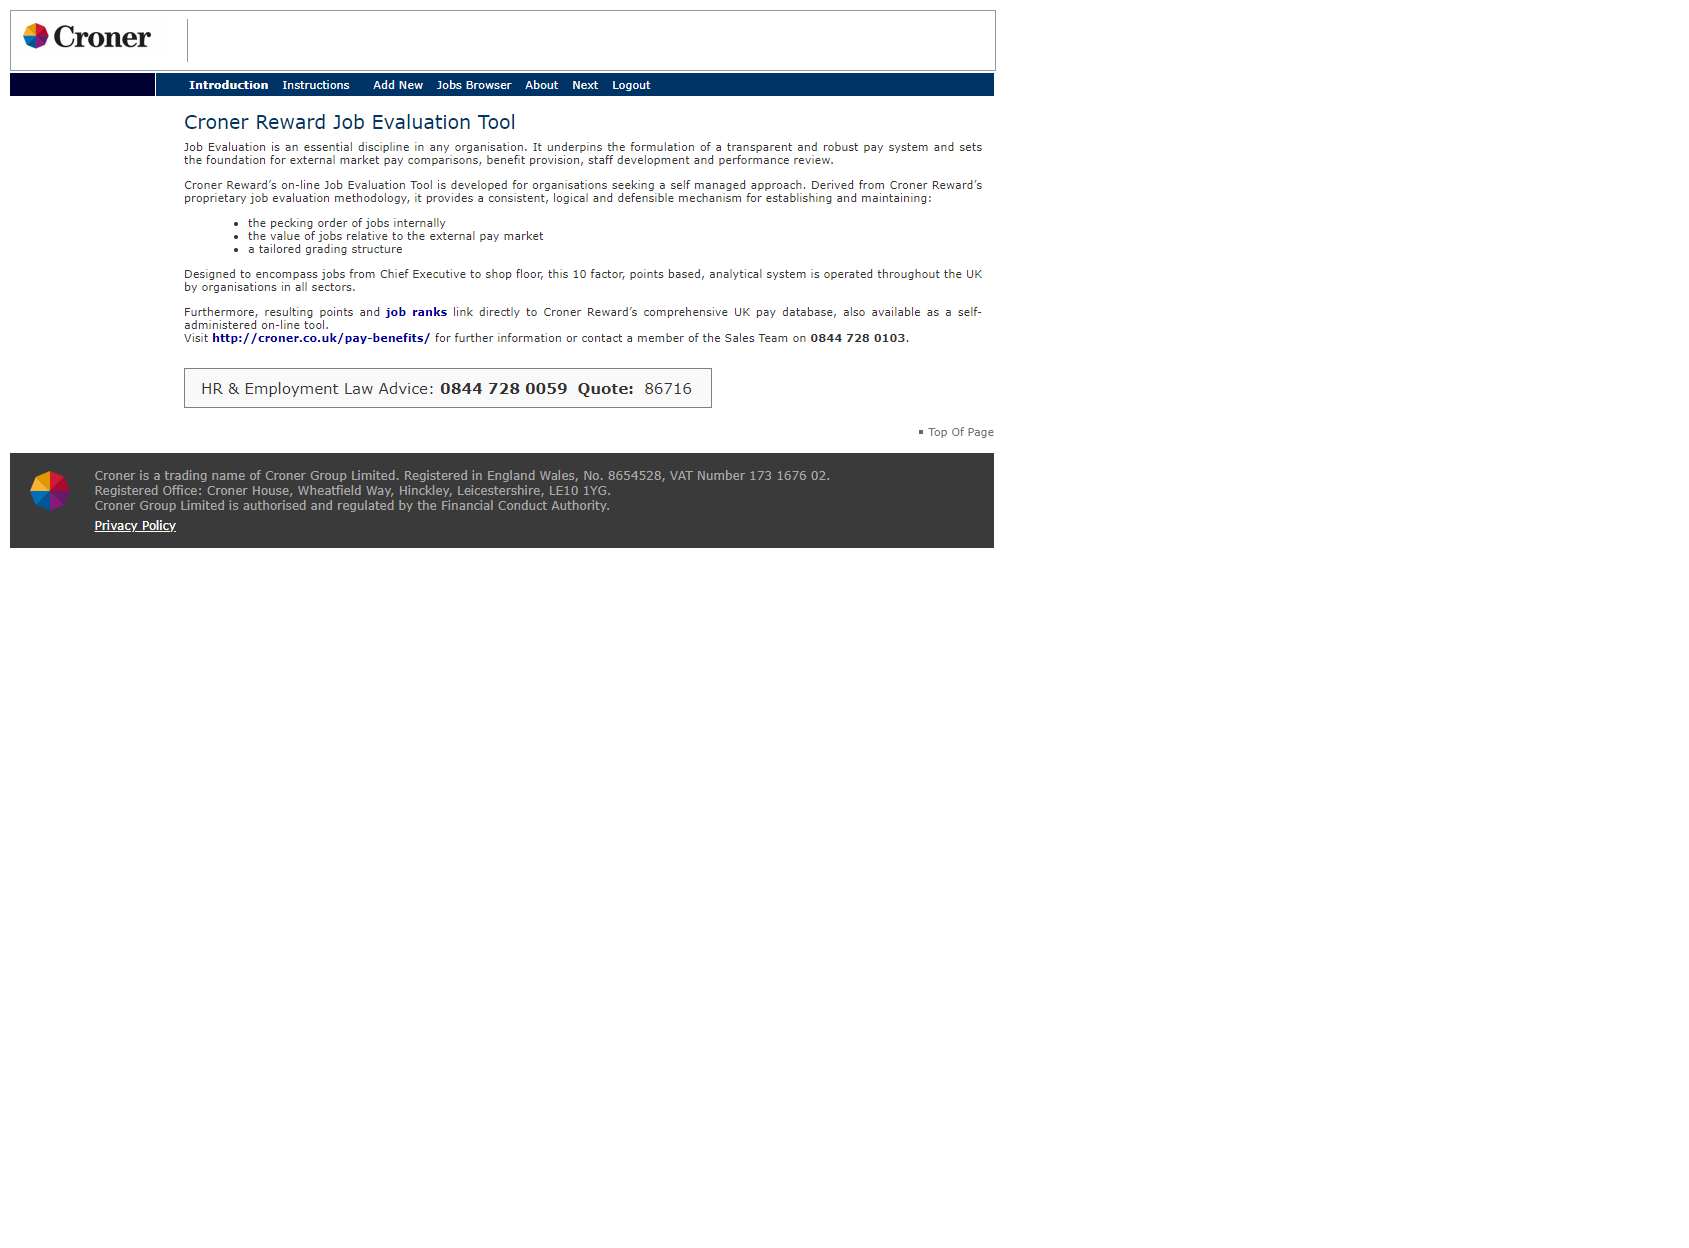 Croner
Introduction Instructions Add New Jobs Browser About Next Logout
Croner Reward Job Evaluation Tool
Job Evaluation is an essential discipline in any organisation. It underpins the formulation of a transparent and robust pay system and sets
the foundation for external market pay comparisons, benefit provision, staff development and performance review.
Croner Reward’s on-line Job Evaluation Tool is developed for organisations seeking a self managed approach. Derived from Croner Reward’s
proprietary job evaluation methodology, it provides a consistent, logical and defensible mechanism for establishing and maintaining:
• the pecking order of jobs internally
• the value of jobs relative to the external pay market
• a tailored grading structure
Designed to encompass jobs from Chief Executive to shop floor, this 10 factor, points based, analytical system is operated throughout the UK
by organisations in all sectors.
Furthermore, resulting points and job ranks link directly to Croner Reward’s comprehensive UK pay database, also available as a self-
administered on-line tool.
Visit http://croner.co.uk/pay-benefits/ for further information or contact a member of the Sales Team on 0844 728 0103.
HR & Employment Law Advice: 0844 728 0059 Quote: 86716
Top Of Page
Croner is a trading name of Croner Group Limited. Registered in England Wales, No. 8654528, VAT Number 173 1676 02.
Registered Office: Croner House, Wheatfield Way, Hinckley, Leicestershire, LE10 1YG.
Croner Group Limited is authorised and regulated by the Financial Conduct Authority.
Privacy Policy